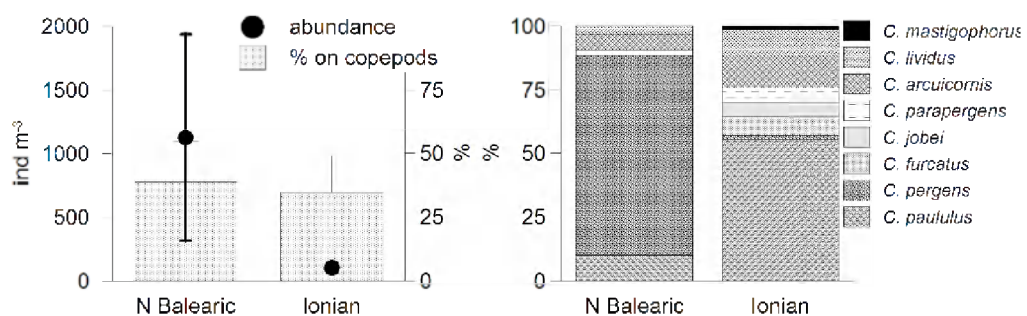 2000
1500
1000
500
0
ind m⁻³
abundance
% on copepods
75
50
25
0
%
N Balearic
Ionian
100
75
50
25
0
%
N Balearic
Ionian
C. mastigophorus
C. lividus
C. arcuicornis
C. parapergens
C. jobei
C. furcatus
C. pergens
C. paululus